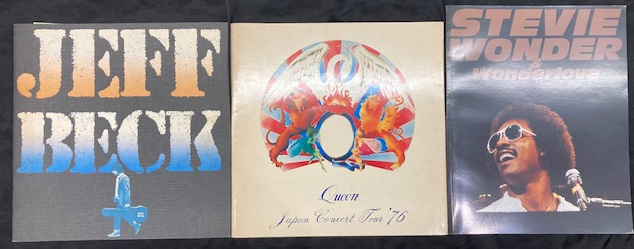 JEFF
BECK
Queen
Japan Concert Tour '76
STEVIE
WONDER
& Wonderlove